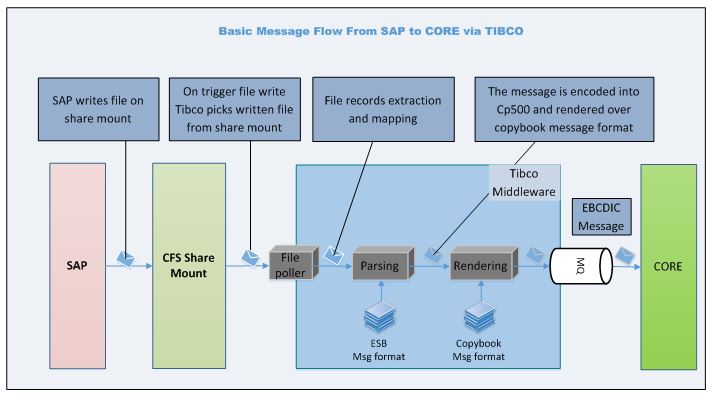 Basic Message Flow From SAP to CORE via TIBCO
SAP writes file on
share mount
On trigger file write
Tibco picks written file
from share mount
File records extraction
and mapping
The message is encoded into
Cp500 and rendered over
copybook message format
Tibco
Middleware
EBCDIC
Message
SAP
CFS Share
Mount
File
poller
Parsing
Rendering
MQ
CORE
ESB
Msg format
Copybook
Msg format